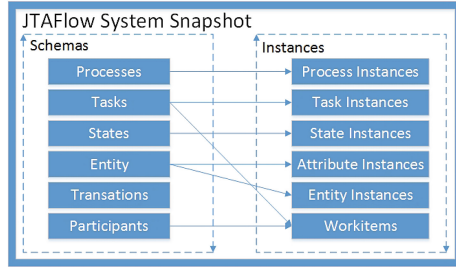 JTAFlow System Snapshot
Schemas
Instances
Processes
Process Instances
Tasks
Task Instances
States
State Instances
Entity
Attribute Instances
Transations
Entity Instances
Participants
Workitems